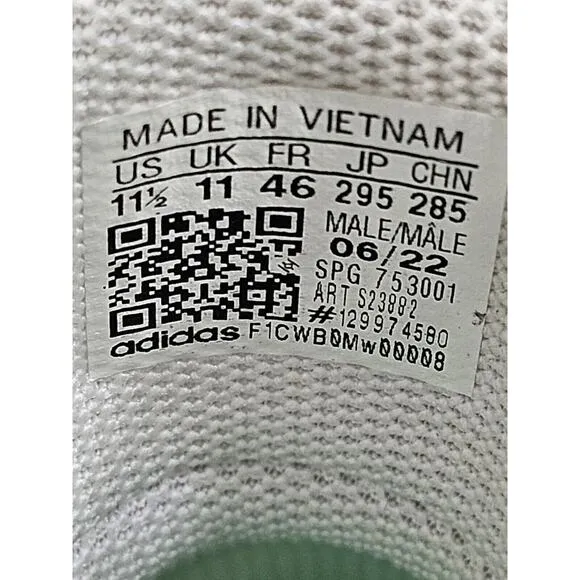 MADE IN VIETNAM
US UK FR JP CHN
11½ 11 46 295 285
MALE/MÂLE
06/22
SPG 753001
ART S23882
#129974580
adidas F1CWB0Mw00008